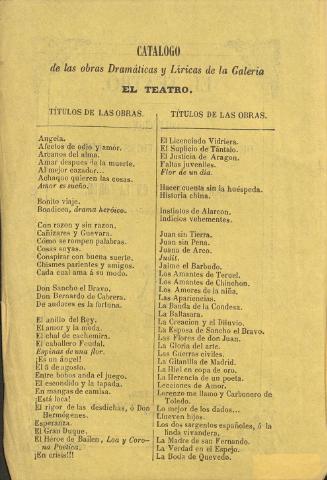 CATALOGO
de las obras Dramáticas y Líricas de la Galería
EL TEATRO.
TÍTULOS DE LAS OBRAS.
Angela.
Afectos de odio y amor.
Arcanos del alma.
Amar despues de la muerte.
Al mejor cazador...
Achaque quieren las cosas.
Amor es sueño.
Bonito viaje.
Boadicea, drama heróico.
Con razon y sin razon.
Cañizares y Guevara.
Cómo se rompen palabras.
Cosas suyas.
Conspirar con buena suerte.
Chismes parientes y amigos.
Cada cual ama á su modo.
Don Sancho el Bravo.
Don Bernardo de Cabrera.
De audaces es la fortuna.
El anillo del Rey.
El amor y la moda.
El chal de cachemira.
El caballero Feudal.
Espinas de una flor.
¡Es un ángel!
El 5 de agosto.
Entre bobos anda el juego.
El escondido y la tapada.
En mangas de camisa.
¡Está loca!
El rigor de las desdichas, ó Don
Hermógenes.
Esperanza.
El Gran Duque.
El Héroe de Bailen, Loa y Coro-
na Poética.
¡En crisis!!!
TÍTULOS DE LAS OBRAS.
El Licenciado Vidriera.
El Suplicio de Tántalo.
El Justicia de Aragon.
Faltas juveniles.
Flor de un dia.
Hacer cuenta sin la huéspeda.
Historia china.
Instintos de Alarcon.
Indicios vehementes.
Juan sin Tierra.
Juan sin Pena.
Juana de Arco.
Judit.
Jaime el Barbudo.
Los Amantes de Teruel.
Los Amantes de Chinchon.
Los Amores de la niña.
Las Apariencias.
La Banda de la Condesa.
La Baltasara.
La Creacion y el Diluvio.
La Esposa de Sancho el Bravo.
Las Flores de don Juan.
La Gloria del arte.
Las Guerras civiles.
La Gitanilla de Madrid.
La Hiel en copa de oro.
La Herencia de un poeta.
Lecciones de Amor.
Lorenzo me llamo y Carbonero de
Toledo.
Lo mejor de los dados...
Llueven hijos.
Los dos sargentos españoles, ó la
linda vivandera.
La Madre de san Fernando.
La Verdad en el Espejo.
La Boda de Quevedo.